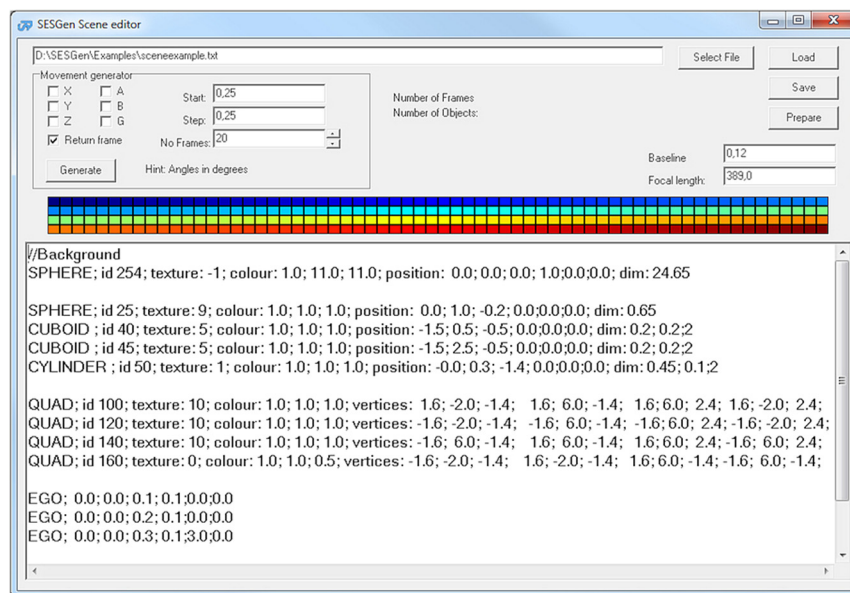 SESGen Scene editor
D:\SESGen\Examples\sceneexample.txt
Select File
Load
Movement generator
X A
Y B
Z G
Return frame
Generate
Start: 0,25
Step: 0,25
No Frames: 20
Hint: Angles in degrees
Number of Frames
Number of Objects:
Save
Prepare
Baseline 0,12
Focal length: 389,0
//Background
SPHERE; id 254; texture: -1; colour: 1.0; 11.0; 11.0; position: 0.0; 0.0; 0.0; 1.0;0.0;0.0; dim: 24.65
SPHERE; id 25; texture: 9; colour: 1.0; 1.0; 1.0; position: 0.0; 1.0; -0.2; 0.0;0.0;0.0; dim: 0.65
CUBOID ; id 40; texture: 5; colour: 1.0; 1.0; 1.0; position: -1.5; 0.5; -0.5; 0.0;0.0;0.0; dim: 0.2; 0.2;2
CUBOID ; id 45; texture: 5; colour: 1.0; 1.0; 1.0; position: -1.5; 2.5; -0.5; 0.0;0.0;0.0; dim: 0.2; 0.2;2
CYLINDER ; id 50; texture: 1; colour: 1.0; 1.0; 1.0; position: -0.0; 0.3; -1.4; 0.0;0.0;0.0; dim: 0.45; 0.1;2
QUAD; id 100; texture: 10; colour: 1.0; 1.0; 1.0; vertices: 1.6; -2.0; -1.4; 1.6; 6.0; -1.4; 1.6; 6.0; 2.4; 1.6; -2.0; 2.4;
QUAD; id 120; texture: 10; colour: 1.0; 1.0; 1.0; vertices: -1.6; -2.0; -1.4; -1.6; 6.0; -1.4; -1.6; 6.0; 2.4; -1.6; -2.0; 2.4;
QUAD; id 140; texture: 10; colour: 1.0; 1.0; 1.0; vertices: -1.6; 6.0; -1.4; 1.6; 6.0; -1.4; 1.6; 6.0; 2.4; -1.6; 6.0; 2.4;
QUAD; id 160; texture: 0; colour: 1.0; 1.0; 0.5; vertices: -1.6; -2.0; -1.4; 1.6; -2.0; -1.4; 1.6; 6.0; -1.4; -1.6; 6.0; -1.4;
EGO; 0.0; 0.0; 0.1; 0.1;0.0;0.0
EGO; 0.0; 0.0; 0.2; 0.1;0.0;0.0
EGO; 0.0; 0.0; 0.3; 0.1;3.0;0.0